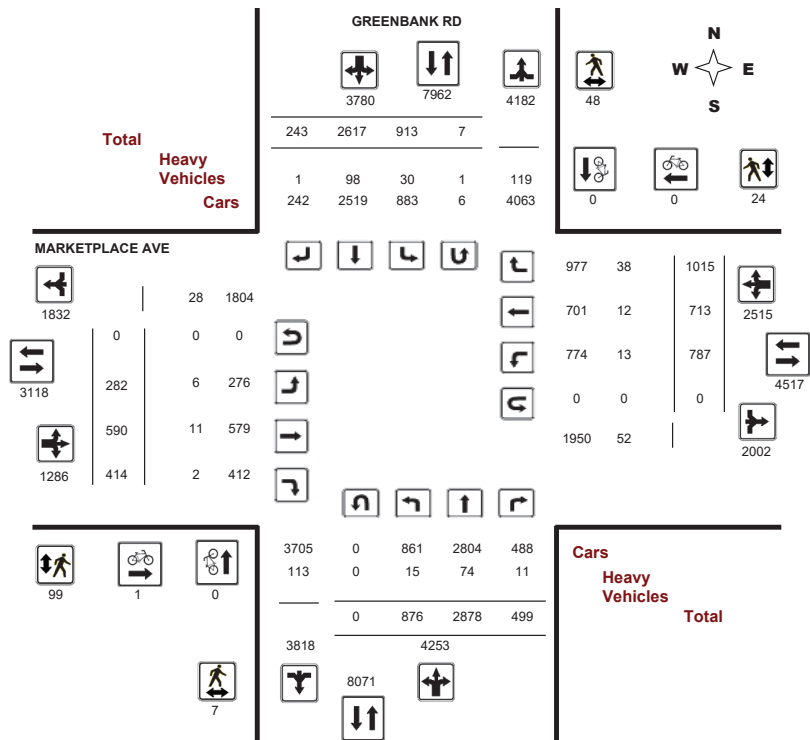 GREENBANK RD
N
W E
S
3780 7962 4182 48
243 2617 913 7
Total
Heavy
Vehicles
Cars
1 98 30 1 119
242 2519 883 6 4063
0 0 24
MARKETPLACE AVE
1832
28 1804
0 0 0
3118
282 6 276
590 11 579
1286
414 2 412
977 38 1015
701 12 713
2515
774 13 787
4517
0 0 0
1950 52
2002
99 1 0
7
3705 0 861 2804 488
113 0 15 74 11
0 876 2878 499
3818 4253
8071
Cars
Heavy
Vehicles
Total